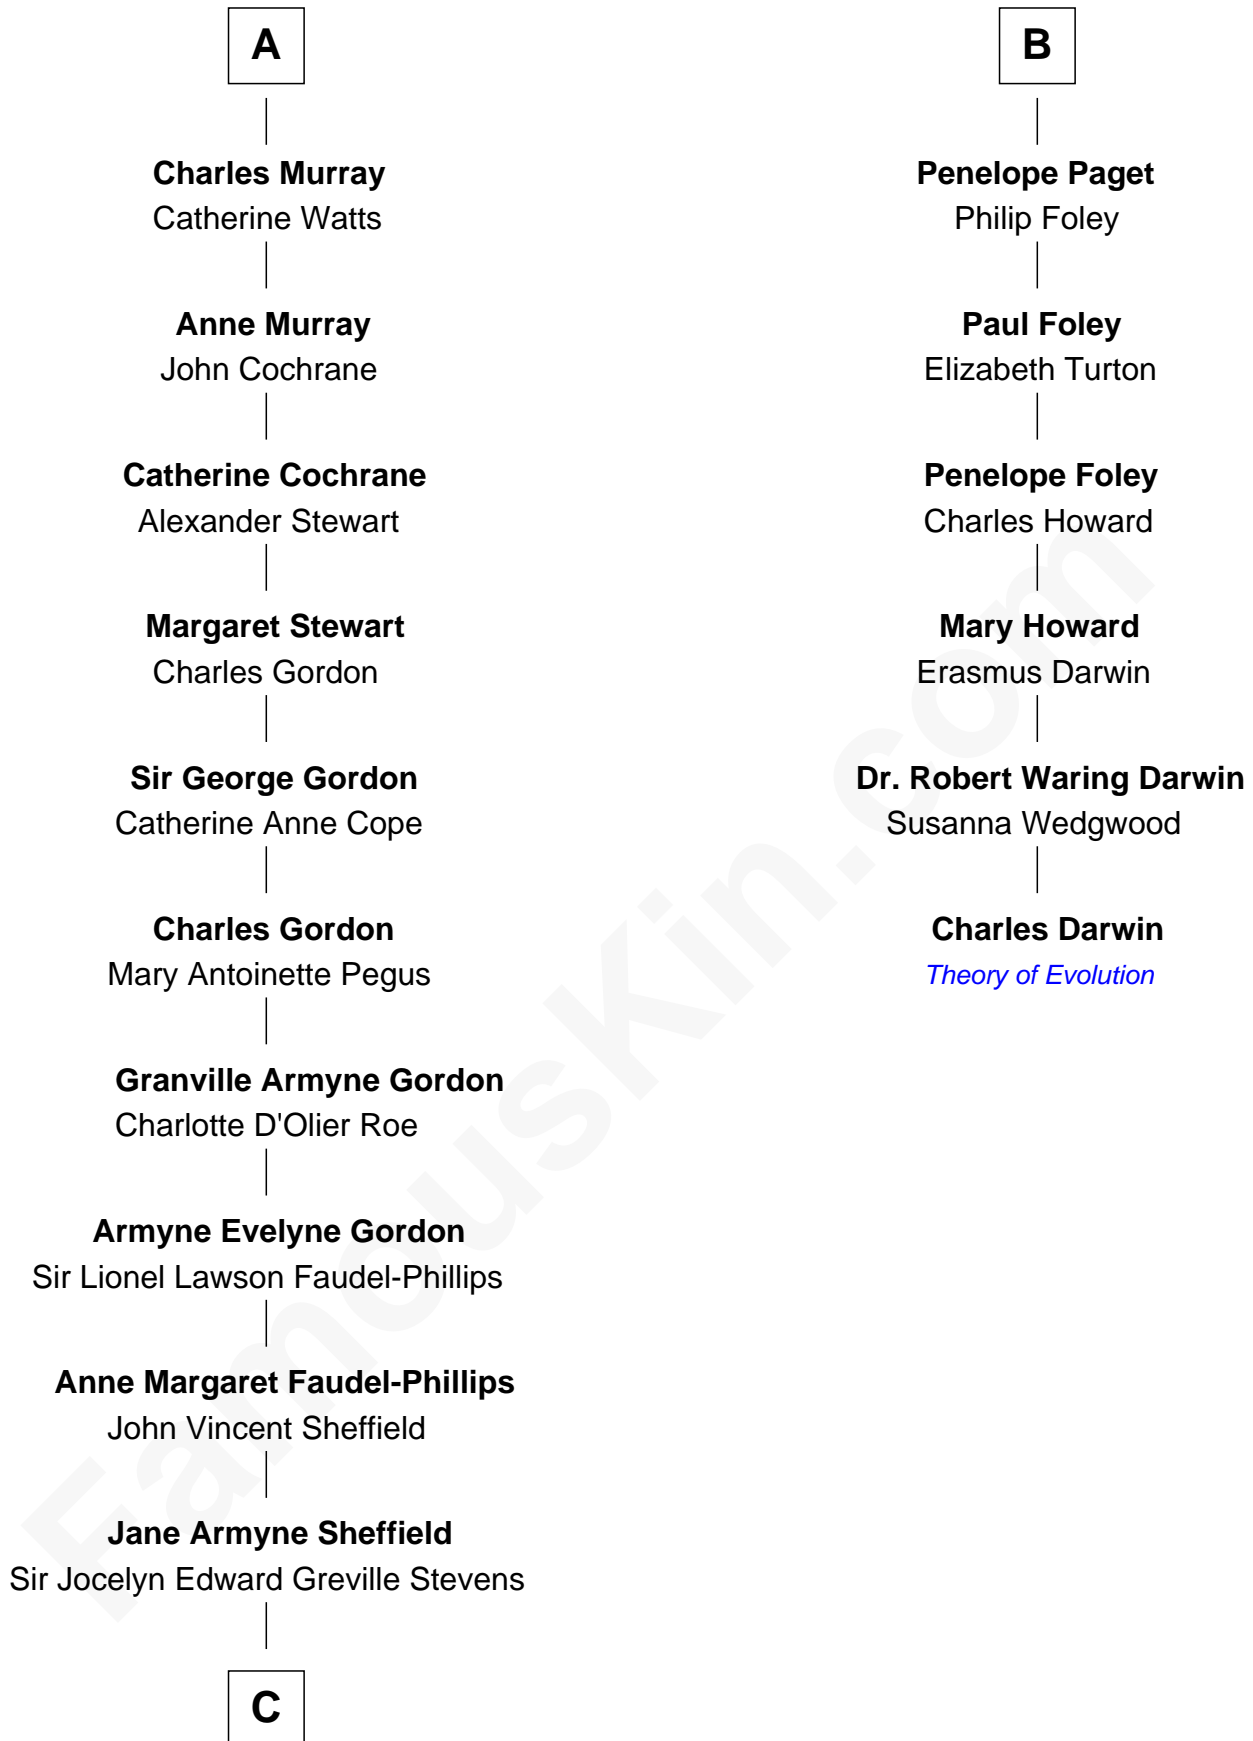 A
Charles Murray
Catherine Watts
Anne Murray
John Cochrane
Catherine Cochrane
Alexander Stewart
Margaret Stewart
Charles Gordon
Sir George Gordon
Catherine Anne Cope
Charles Gordon
Mary Antoinette Pegus
Granville Armyne Gordon
Charlotte D'Olier Roe
Armyne Evelyne Gordon
Sir Lionel Lawson Faudel-Phillips
Anne Margaret Faudel-Phillips
John Vincent Sheffield
Jane Armyne Sheffield
Sir Jocelyn Edward Greville Stevens
C
B
Penelope Paget
Philip Foley
Paul Foley
Elizabeth Turton
Penelope Foley
Charles Howard
Mary Howard
Erasmus Darwin
Dr. Robert Waring Darwin
Susanna Wedgwood
Charles Darwin
Theory of Evolution
FamousKin.com